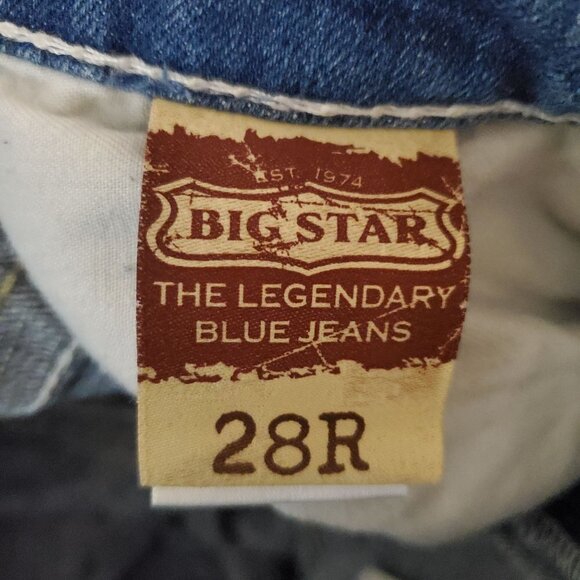 EST. 1974
BIG STAR
THE LEGENDARY
BLUE JEANS
28R